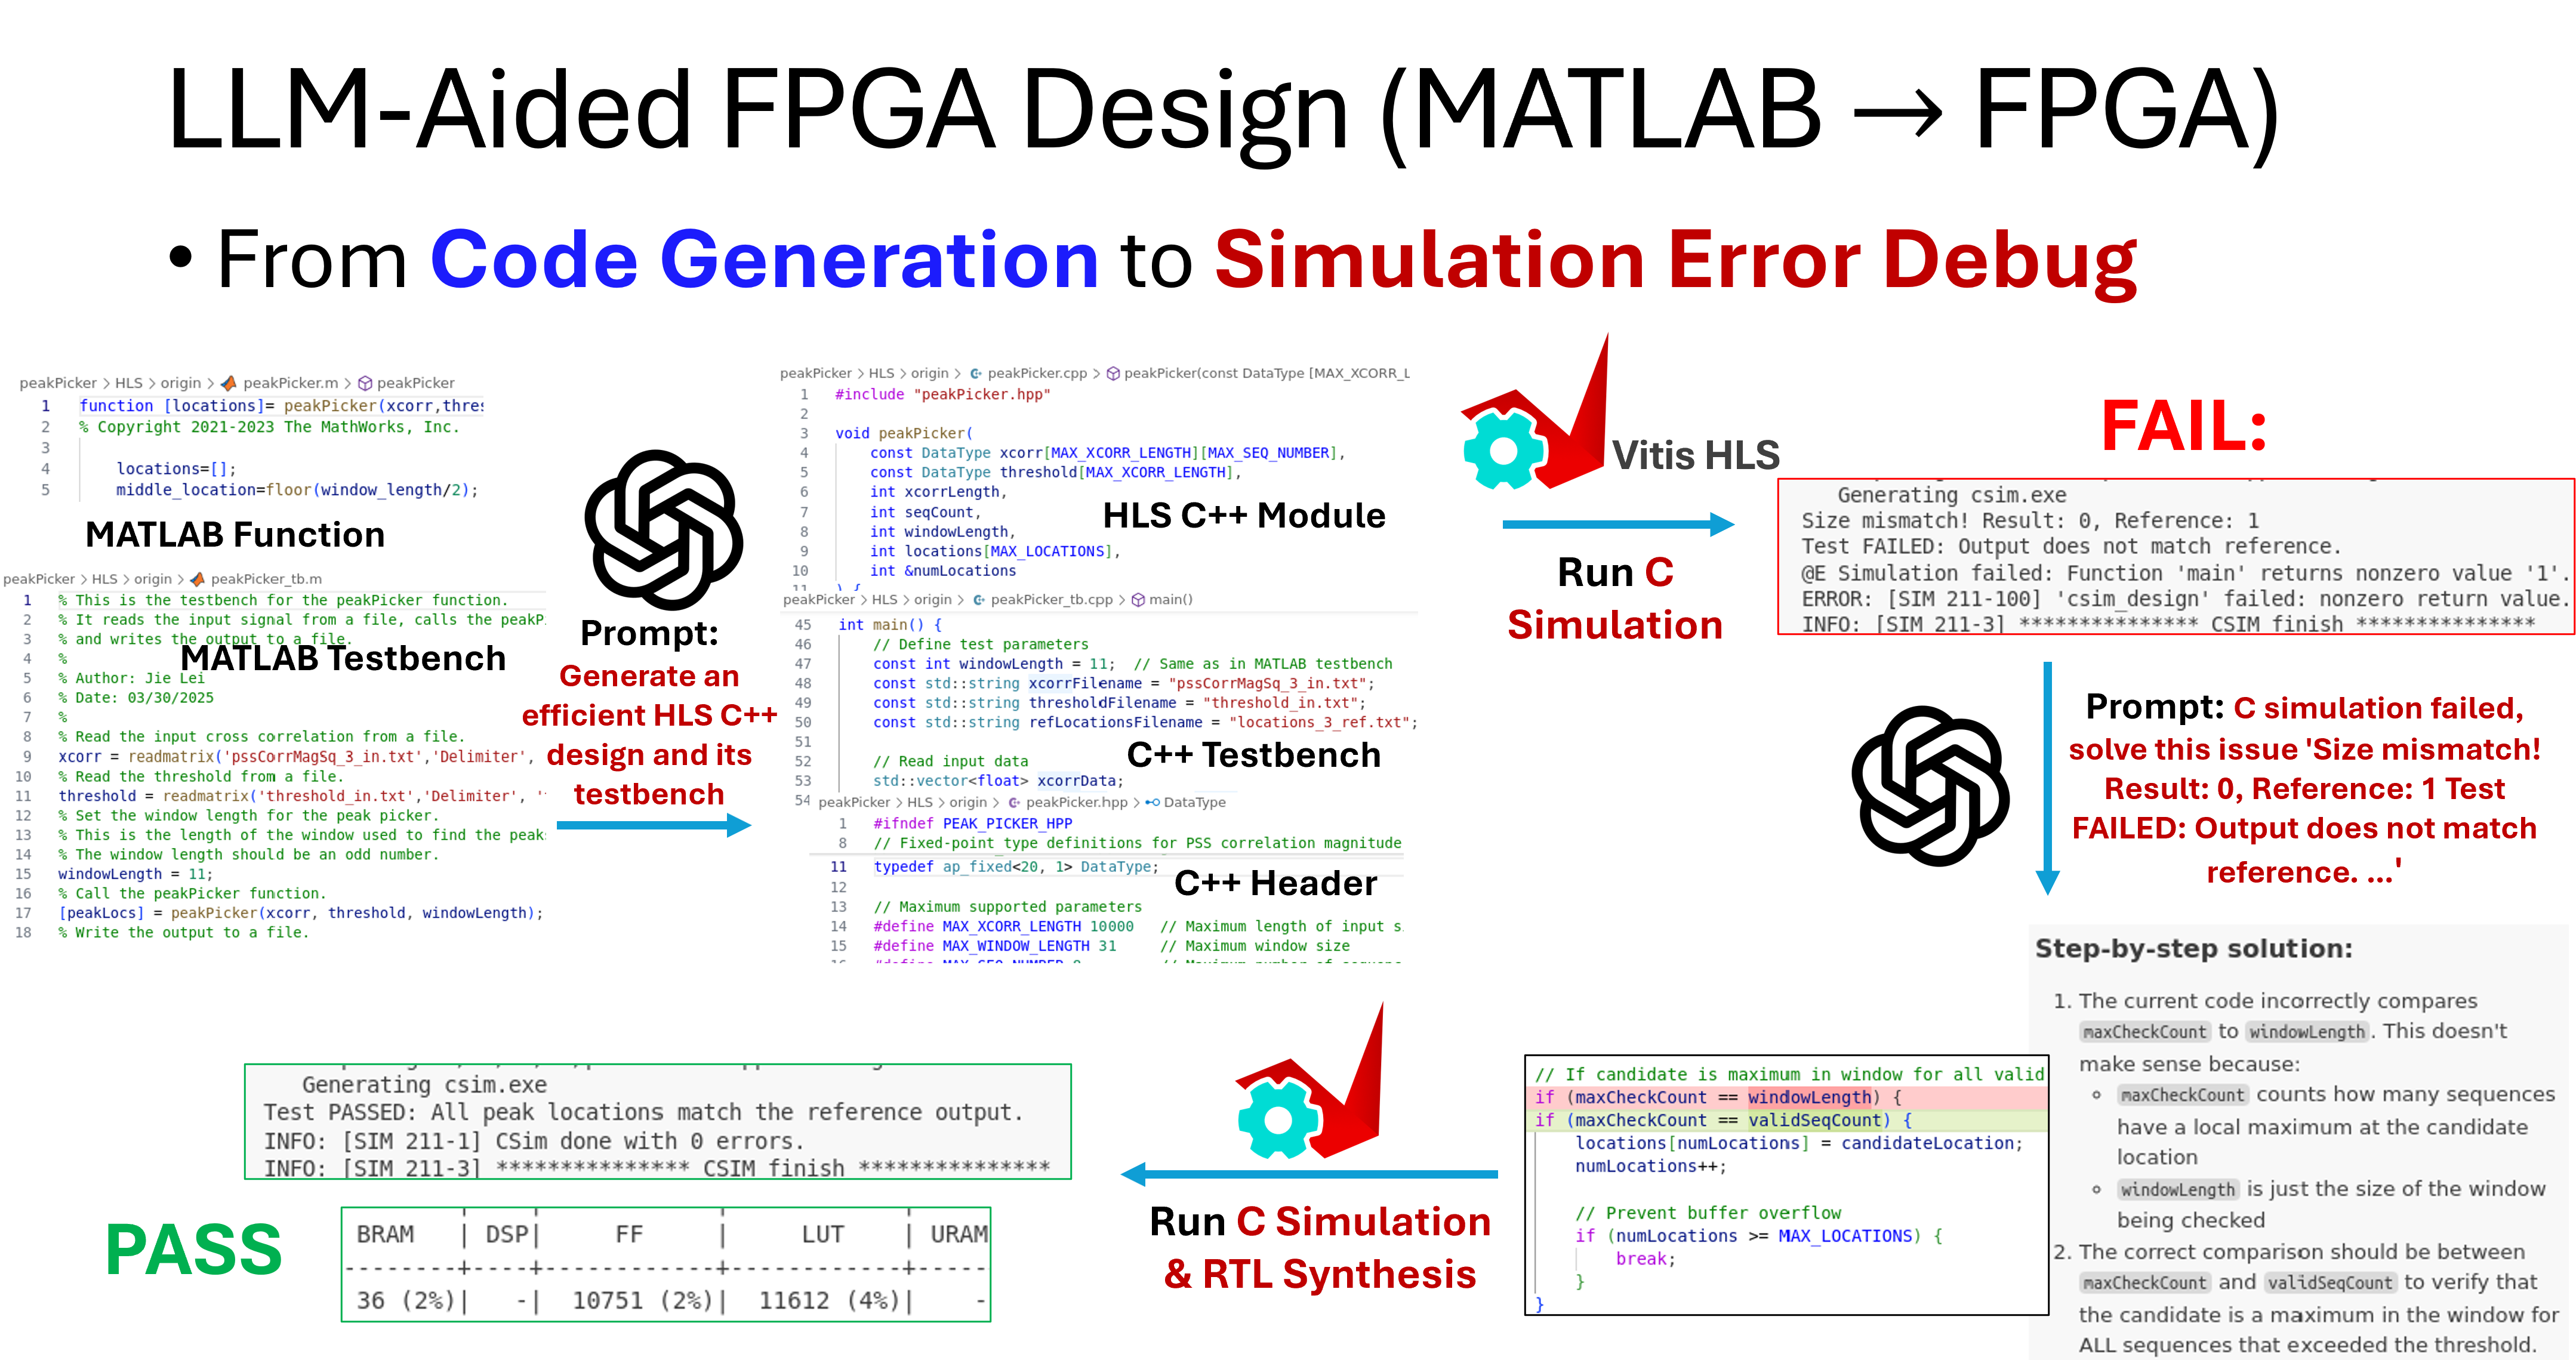 LLM-Aided FPGA Design (MATLAB → FPGA)
• From Code Generation to Simulation Error Debug
peakPicker > HLS > origin > peakPicker.m > peakPicker
1 function [locations]= peakPicker(xcorr,thres
2 % Copyright 2021-2023 The MathWorks, Inc.
3
4 locations=[];
5 middle_location=floor(window_length/2);
MATLAB Function
peakPicker > HLS > origin > peakPicker_tb.m
1 % This is the testbench for the peakPicker function.
2 % It reads the input signal from a file, calls the peakP
3 % and writes the output to a file.
4 %
MATLAB Testbench
5 % Author: Jie Lei
6 % Date: 03/30/2025
7 %
8 % Read the input cross correlation from a file.
9 xcorr = readmatrix('pssCorrMagSq_3_in.txt','Delimiter',
10 % Read the threshold from a file.
11 threshold = readmatrix('threshold_in.txt','Delimiter', '
12 % Set the window length for the peak picker.
13 % This is the length of the window used to find the peak
14 % The window length should be an odd number.
15 windowLength = 11;
16 % Call the peakPicker function.
17 [peakLocs] = peakPicker(xcorr, threshold, windowLength);
18 % Write the output to a file.
Prompt:
Generate an
efficient HLS C++
design and its
testbench
peakPicker > HLS > origin > peakPicker.cpp > peakPicker(const DataType [MAX_XCORR_L
1 #include "peakPicker.hpp"
2
3 void peakPicker(
4 const DataType xcorr[MAX_XCORR_LENGTH][MAX_SEQ_NUMBER],
5 const DataType threshold[MAX_XCORR_LENGTH],
6 int xcorrLength,
7 int seqCount,
8 int windowLength,
9 int locations[MAX_LOCATIONS],
10 int &numLocations
11 ) {
HLS C++ Module
peakPicker > HLS > origin > peakPicker_tb.cpp > main()
45 int main() {
46 // Define test parameters
47 const int windowLength = 11; // Same as in MATLAB testbench
48 const std::string xcorrFilename = "pssCorrMagSq_3_in.txt";
49 const std::string thresholdFilename = "threshold_in.txt";
50 const std::string refLocationsFilename = "locations_3_ref.txt";
51
52 // Read input data
53 std::vector<float> xcorrData;
54
C++ Testbench
peakPicker > HLS > origin > peakPicker.hpp > DataType
1 #ifndef PEAK_PICKER_HPP
8 // Fixed-point type definitions for PSS correlation magnitude
11 typedef ap_fixed<20, 1> DataType;
12
13 // Maximum supported parameters
14 #define MAX_XCORR_LENGTH 10000 // Maximum length of input s
15 #define MAX_WINDOW_LENGTH 31 // Maximum window size
C++ Header
Vitis HLS
Run C
Simulation
FAIL:
Generating csim.exe
Size mismatch! Result: 0, Reference: 1
Test FAILED: Output does not match reference.
@E Simulation failed: Function 'main' returns nonzero value '1'.
ERROR: [SIM 211-100] 'csim_design' failed: nonzero return value.
INFO: [SIM 211-3] *************** CSIM finish ***************
Prompt: C simulation failed,
solve this issue 'Size mismatch!
Result: 0, Reference: 1 Test
FAILED: Output does not match
reference. ...'
Step-by-step solution:
1. The current code incorrectly compares
maxCheckCount to windowLength. This doesn't
make sense because:
◦ maxCheckCount counts how many sequences
have a local maximum at the candidate
location
◦ windowLength is just the size of the window
being checked
2. The correct comparison should be between
maxCheckCount and validSeqCount to verify that
the candidate is a maximum in the window for
ALL sequences that exceeded the threshold.
// If candidate is maximum in window for all valid
if (maxCheckCount == windowLength) {
if (maxCheckCount == validSeqCount) {
locations[numLocations] = candidateLocation;
numLocations++;
// Prevent buffer overflow
if (numLocations >= MAX_LOCATIONS) {
break;
}
}
Run C Simulation
& RTL Synthesis
Generating csim.exe
Test PASSED: All peak locations match the reference output.
INFO: [SIM 211-1] CSim done with 0 errors.
INFO: [SIM 211-3] *************** CSIM finish ***************
PASS
BRAM | DSP| FF | LUT | URAM
--------+----+------------+------------+-----
36 (2%)| -| 10751 (2%)| 11612 (4%)| -